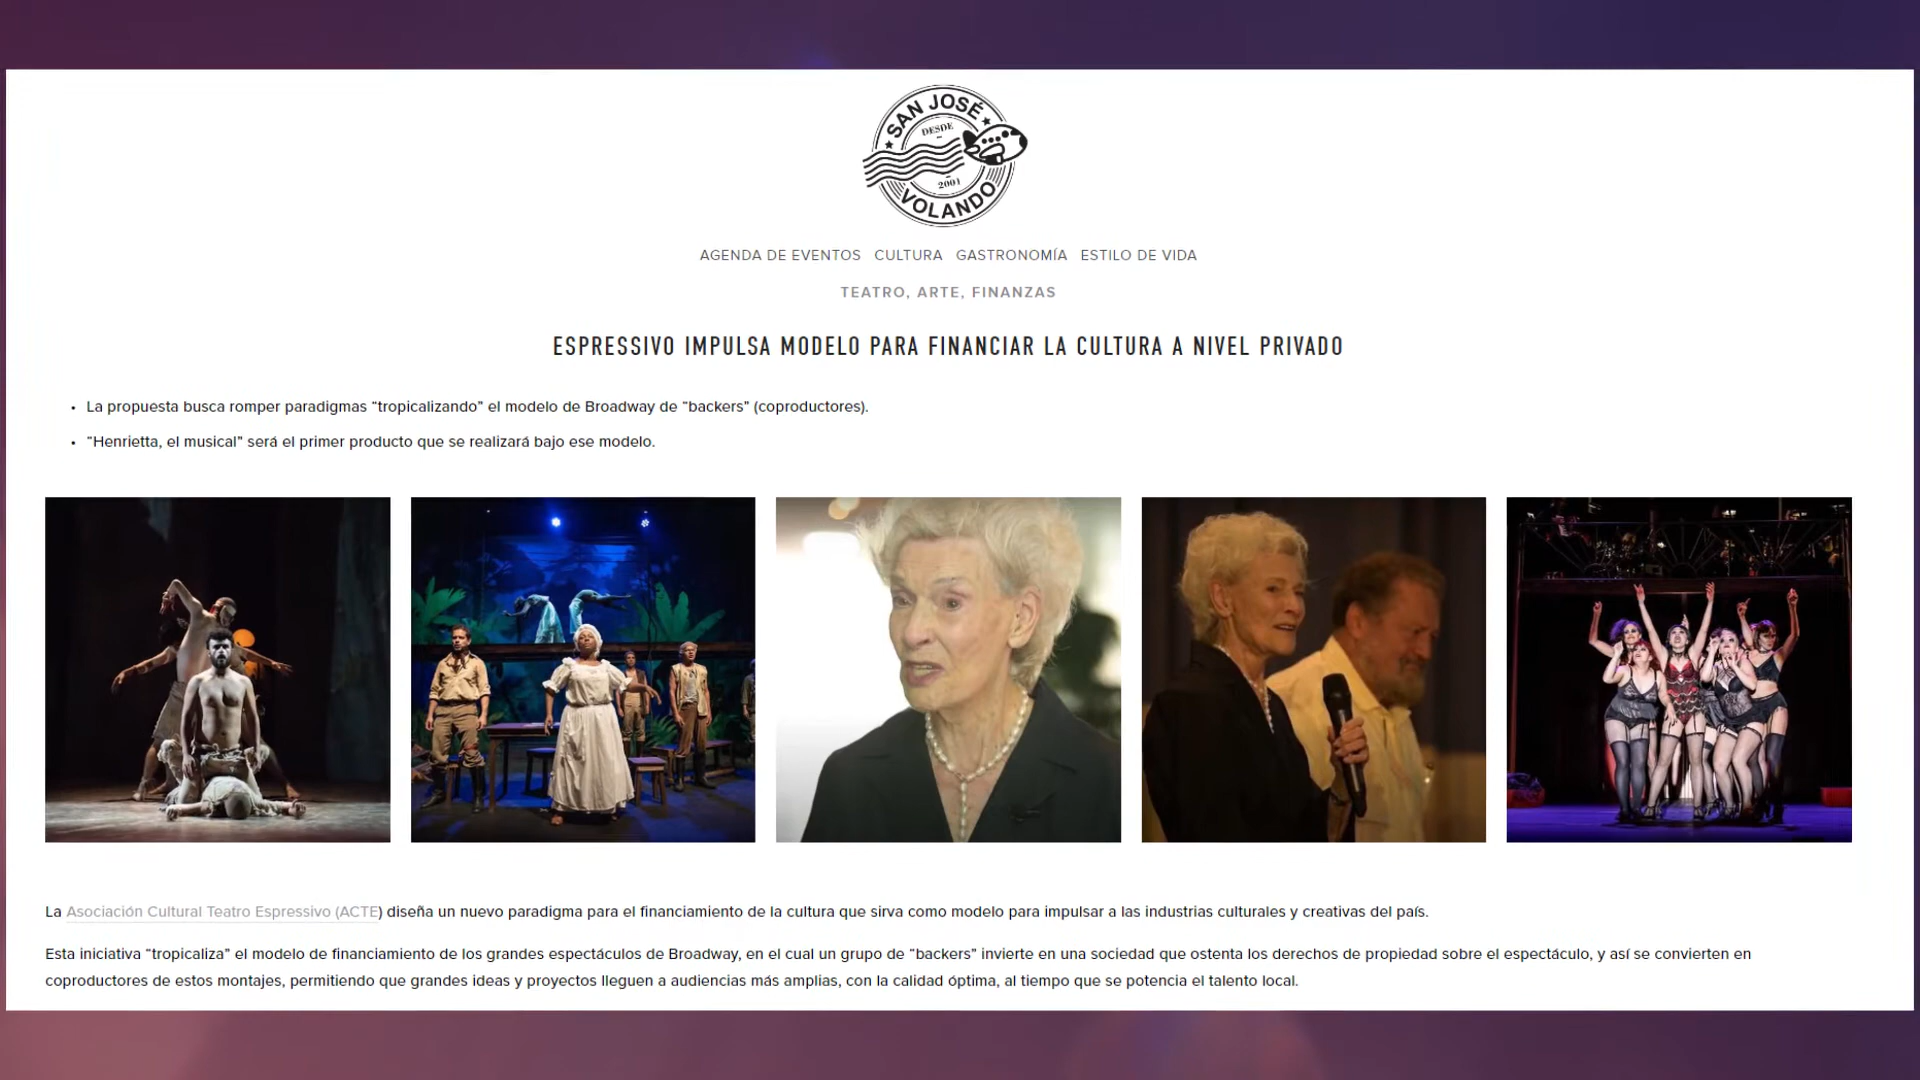 SAN JOSÉ
DESDE
2001
VOLANDO
AGENDA DE EVENTOS CULTURA GASTRONOMÍA ESTILO DE VIDA
TEATRO, ARTE, FINANZAS
ESPRESSIVO IMPULSA MODELO PARA FINANCIAR LA CULTURA A NIVEL PRIVADO
• La propuesta busca romper paradigmas “tropicalizando” el modelo de Broadway de “backers” (coproductores).
• “Henrietta, el musical” será el primer producto que se realizará bajo ese modelo.
La Asociación Cultural Teatro Espressivo (ACTE) diseña un nuevo paradigma para el financiamiento de la cultura que sirva como modelo para impulsar a las industrias culturales y creativas del país.
Esta iniciativa “tropicaliza” el modelo de financiamiento de los grandes espectáculos de Broadway, en el cual un grupo de “backers” invierte en una sociedad que ostenta los derechos de propiedad sobre el espectáculo, y así se convierten en
coproductores de estos montajes, permitiendo que grandes ideas y proyectos lleguen a audiencias más amplias, con la calidad óptima, al tiempo que se potencia el talento local.